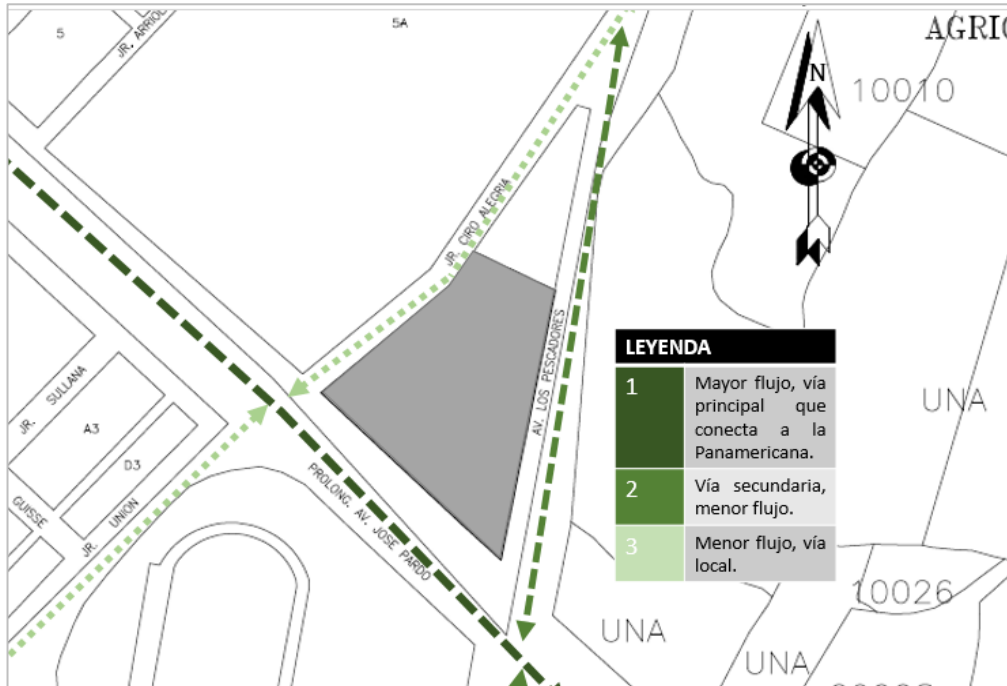 5
5A
JR. ARRIOL
AGRIC
N
10010
JR. CIRO ALEGRIA
AV. LOS PESCADORES
LEYENDA
1 Mayor flujo, vía
principal que
conecta a la
Panamericana.
2 Vía secundaria,
menor flujo.
3 Menor flujo, vía
local.
UNA
JR. SULLANA
A3
D3
GUISSE
JR. UNION
PROLONG. AV. JOSE PARDO
10026
UNA
UNA